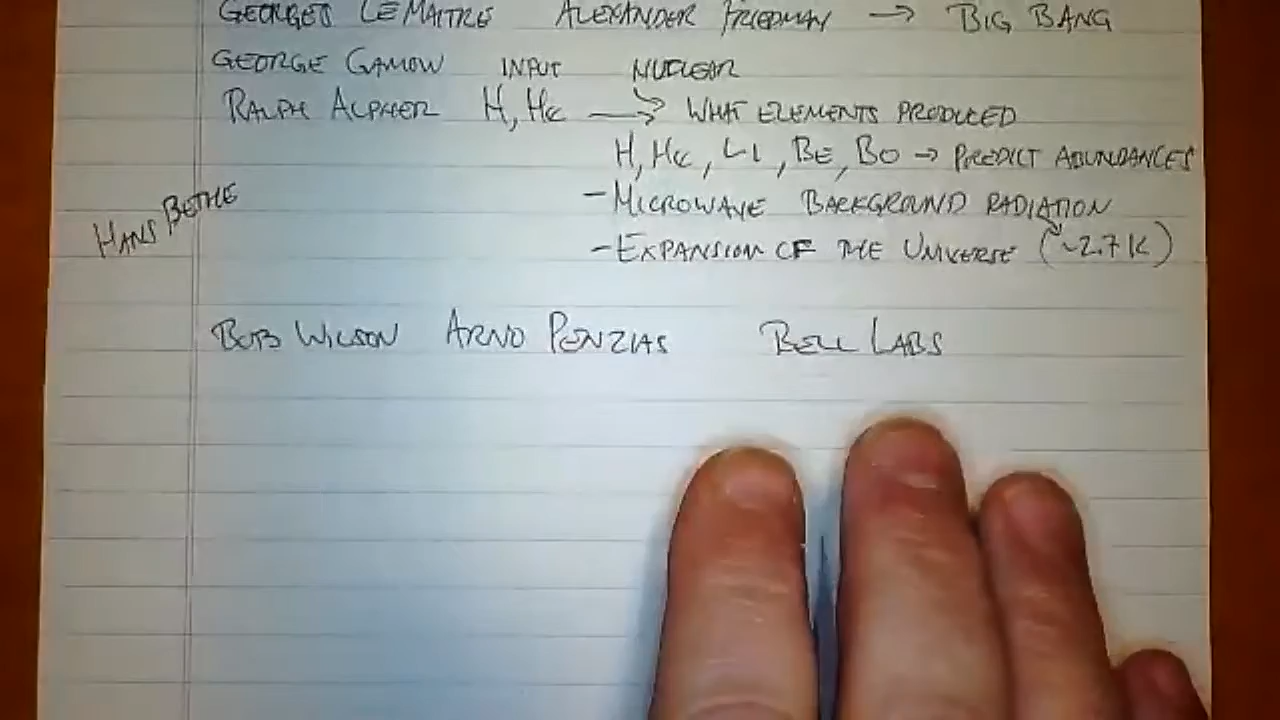 GEORGES LEMAITRE ALEXANDER FRIEDMAN → BIG BANG
GEORGE GAMOW INPUT NUCLEAR
RALPH ALPHER H, He → WHAT ELEMENTS PRODUCED
H, He, LI, BE, BO → PREDICT ABUNDANCES
- MICROWAVE BACKGROUND RADIATION
HANS BETHE
- EXPANSION OF THE UNIVERSE (~2.7 K)
BOB WILSON ARNO PENZIAS BELL LABS